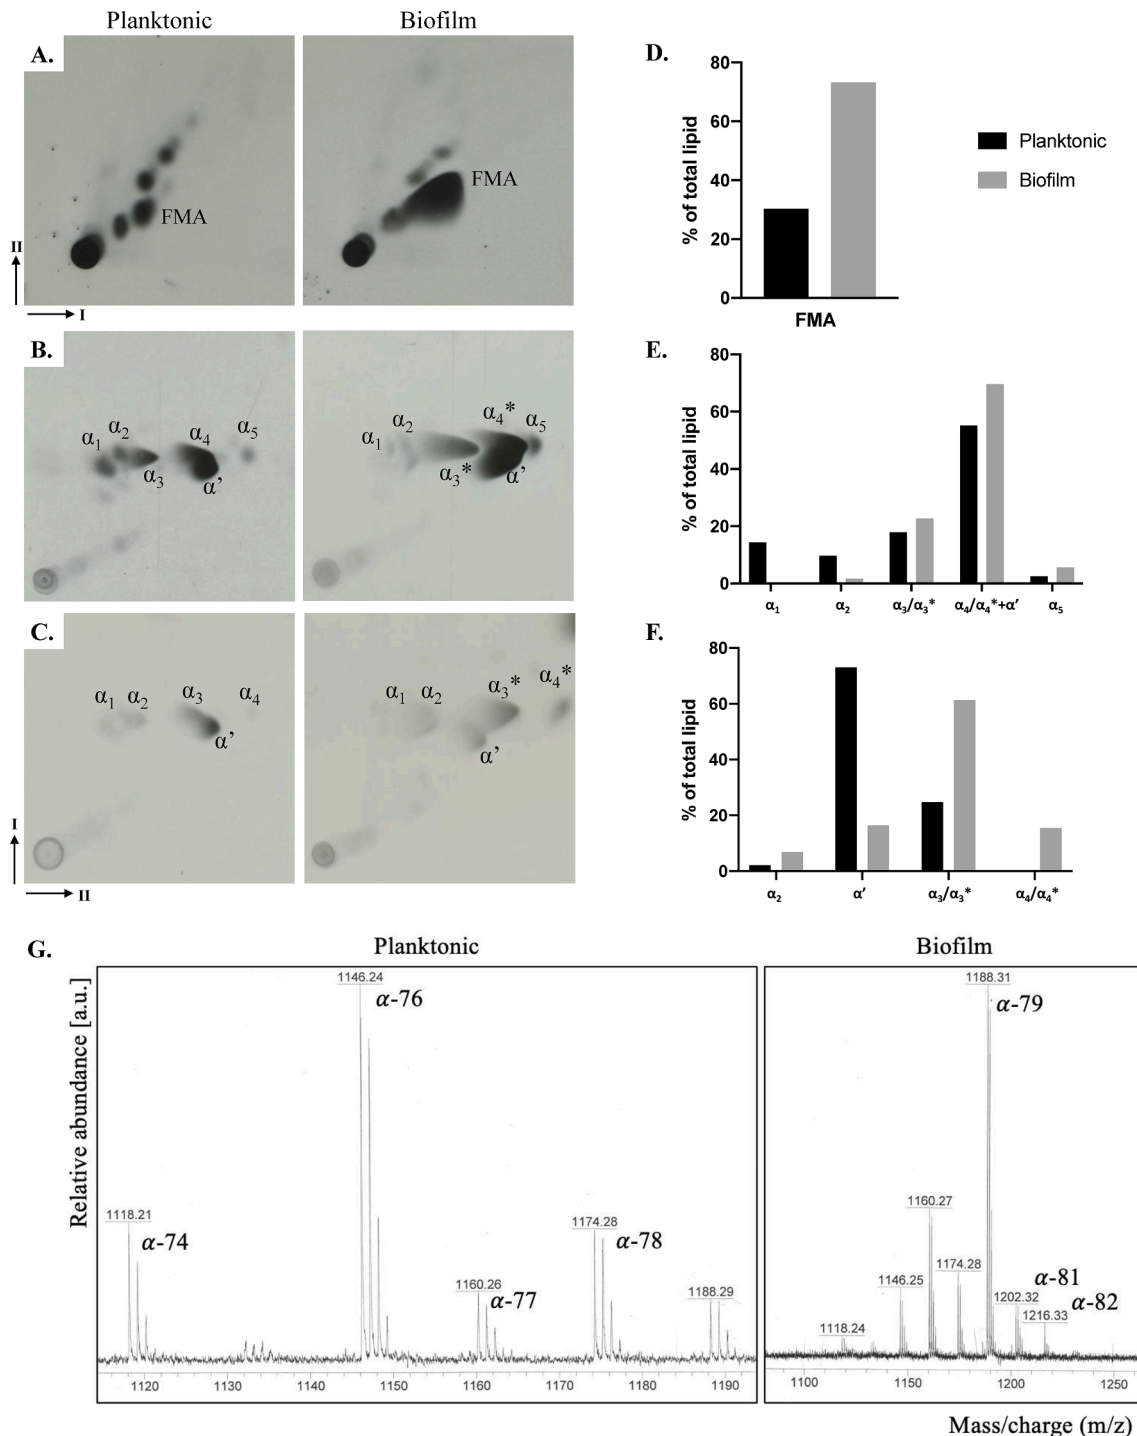 Planktonic
Biofilm
A.
FMA
FMA
II
I
B.
α1
α2
α3
α4
α'
α5
α1
α2
α3*
α4*
α'
α5
C.
α1
α2
α3
α4
α'
α1
α2
α3*
α4*
α'
I
II
D.
% of total lipid
80
60
40
20
0
FMA
Planktonic
Biofilm
E.
% of total lipid
80
60
40
20
0
α1
α2
α3/α3*
α4/α4*+α'
α5
F.
% of total lipid
80
60
40
20
0
α2
α'
α3/α3*
α4/α4*
G.
Planktonic
Biofilm
Relative abundance [a.u.]
1118.21
α-74
1146.24
α-76
1160.26
α-77
1174.28
α-78
1188.29
1120 1130 1140 1150 1160 1170 1180 1190
1118.24
1146.25
1160.27
1174.28
1188.31
α-79
1202.32
α-81
1216.33
α-82
1100 1150 1200 1250
Mass/charge (m/z)